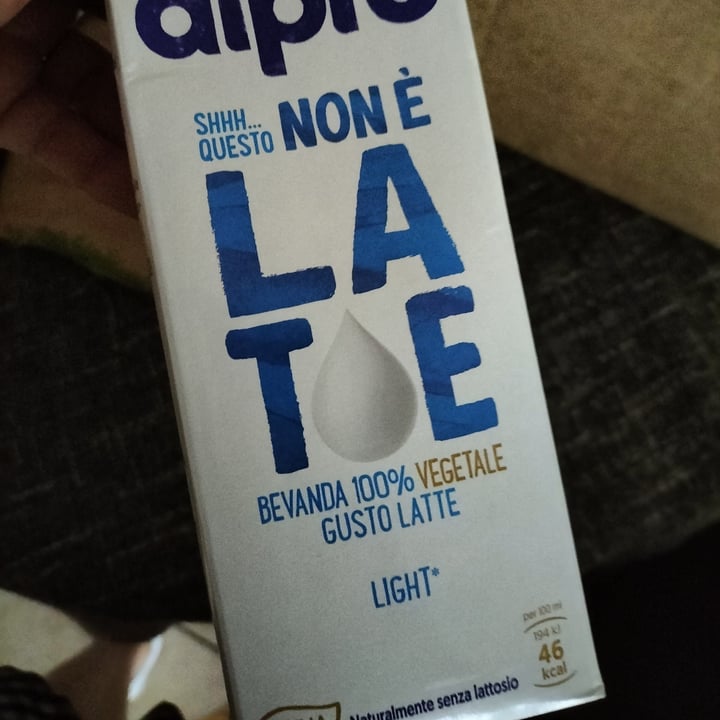 alpro
SHHH...
QUESTO NON È
LA
TE
BEVANDA 100% VEGETALE
GUSTO LATTE
LIGHT*
per 100 ml
194 kJ
46
kcal
Naturalmente senza lattosio